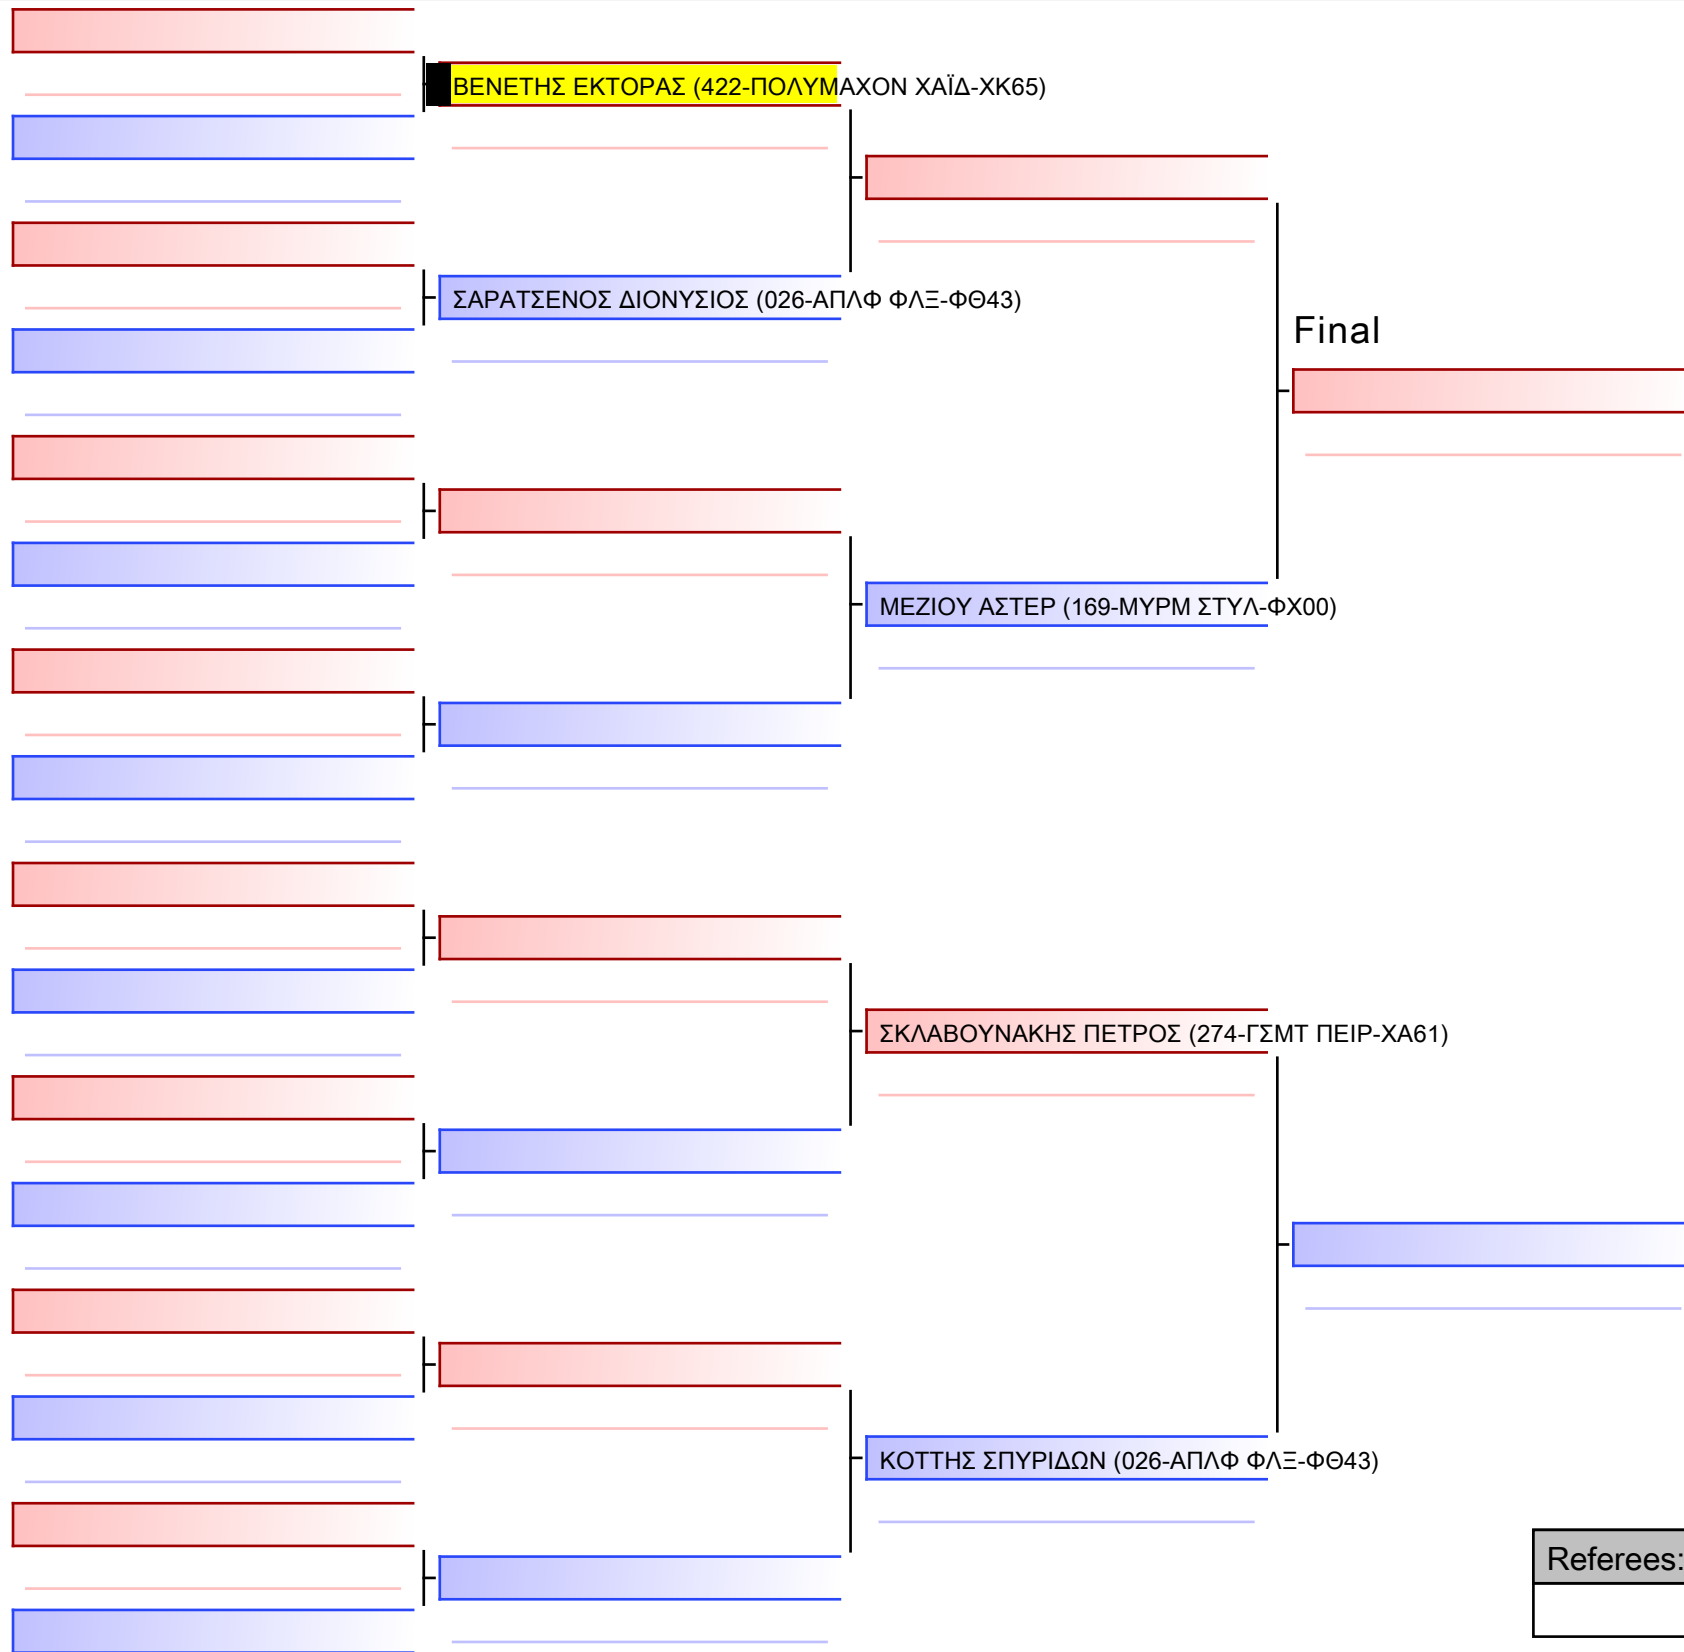 ΒΕΝΕΤΗΣ ΕΚΤΟΡΑΣ (422-ΠΟΛΥΜΑΧΟΝ ΧΑΪΔ-ΧΚ65)
ΣΑΡΑΤΣΕΝΟΣ ΔΙΟΝΥΣΙΟΣ (026-ΑΠΛΦ ΦΛΞ-ΦΘ43)
Final
ΜΕΖΙΟΥ ΑΣΤΕΡ (169-ΜΥΡΜ ΣΤΥΛ-ΦΧ00)
ΣΚΛΑΒΟΥΝΑΚΗΣ ΠΕΤΡΟΣ (274-ΓΣΜΤ ΠΕΙΡ-ΧΑ61)
ΚΟΤΤΗΣ ΣΠΥΡΙΔΩΝ (026-ΑΠΛΦ ΦΛΞ-ΦΘ43)
Referees: